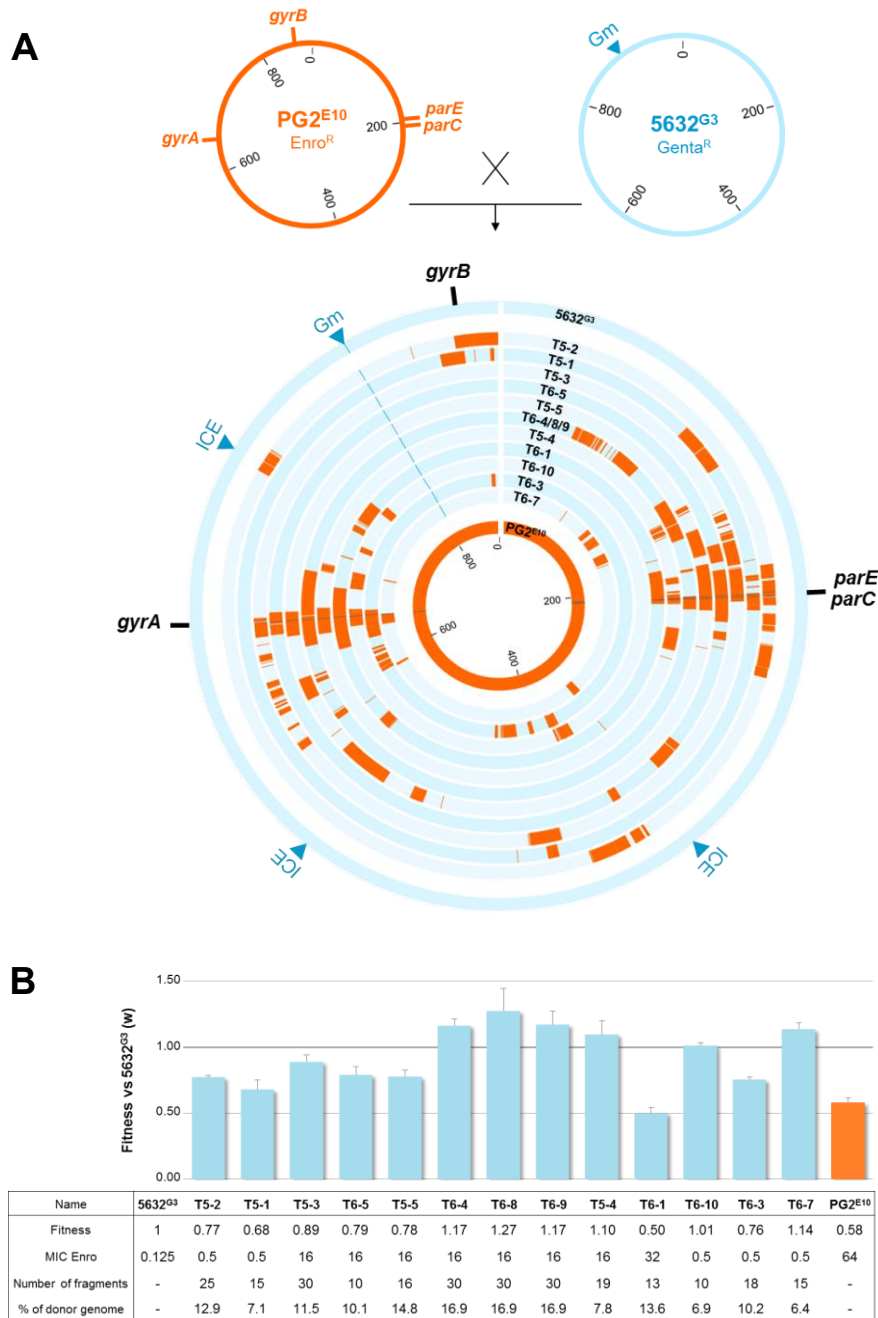 A
gyrB
0
200
400
600
800
PG2E10
EnroR
gyrA
parE
parC
Gm
0
200
400
600
800
5632G3
GentaR
gyrB
Gm
ICE
5632G3
T5-2
T5-1
T5-3
T6-5
T5-5
T6-4/8/9
T5-4
T6-1
T6-10
T6-3
T6-7
PG2E10
0
200
400
600
800
parE
parC
gyrA
ICE
ICE
B
Fitness vs 5632G3 (w)
1.50
1.00
0.50
0.00
Name 5632G3 T5-2 T5-1 T5-3 T6-5 T5-5 T6-4 T6-8 T6-9 T5-4 T6-1 T6-10 T6-3 T6-7 PG2E10
Fitness 1 0.77 0.68 0.89 0.79 0.78 1.17 1.27 1.17 1.10 0.50 1.01 0.76 1.14 0.58
MIC Enro 0.125 0.5 0.5 16 16 16 16 16 16 16 32 0.5 0.5 0.5 64
Number of fragments - 25 15 30 10 16 30 30 30 19 13 10 18 15 -
% of donor genome - 12.9 7.1 11.5 10.1 14.8 16.9 16.9 16.9 7.8 13.6 6.9 10.2 6.4 -